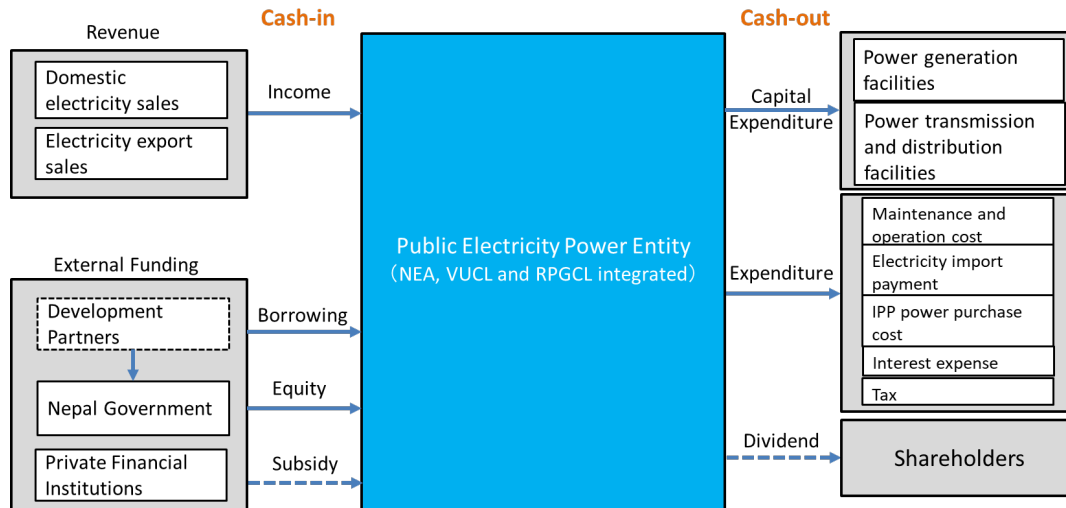 Cash-in
Cash-out
Revenue
Domestic
electricity sales
Electricity export
sales
Income
External Funding
Development
Partners
Nepal Government
Private Financial
Institutions
Borrowing
Equity
Subsidy
Public Electricity Power Entity
（NEA, VUCL and RPGCL integrated）
Capital
Expenditure
Power generation
facilities
Power transmission
and distribution
facilities
Expenditure
Maintenance and
operation cost
Electricity import
payment
IPP power purchase
cost
Interest expense
Tax
Dividend
Shareholders